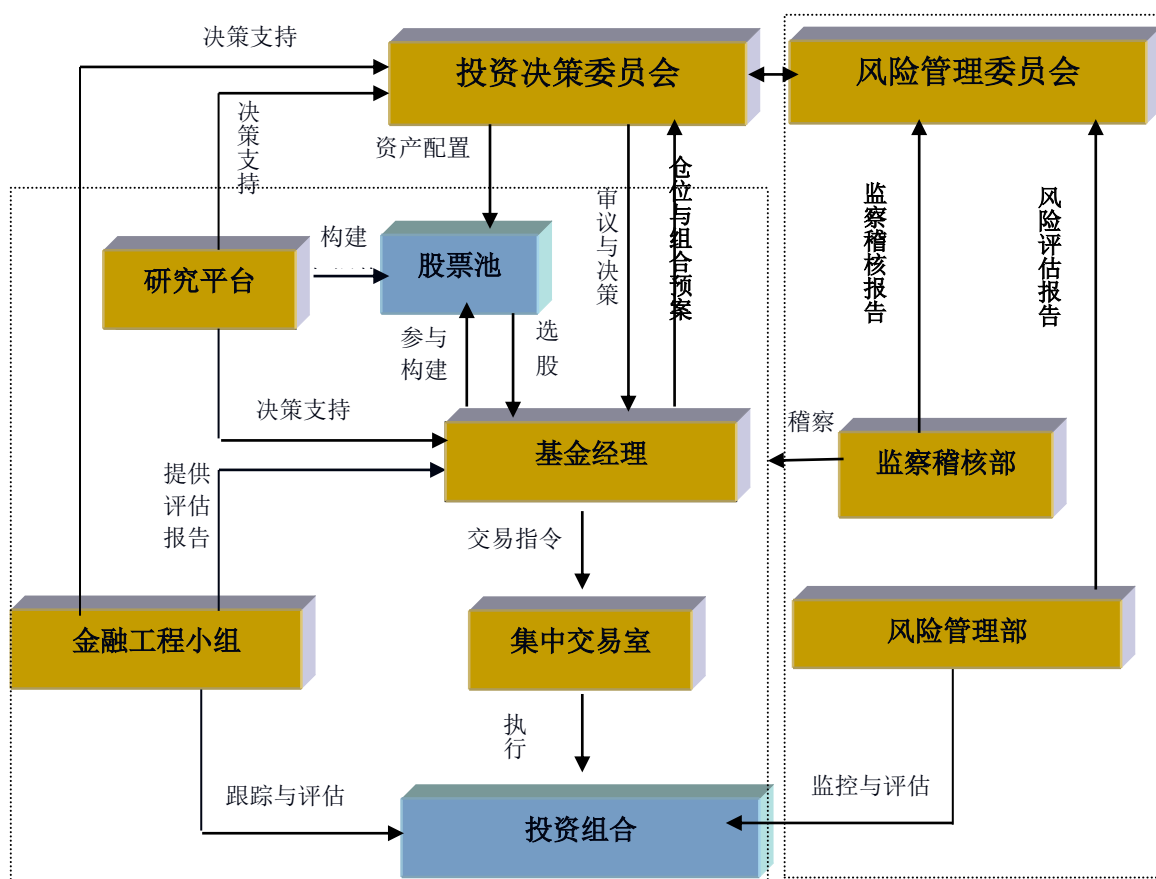 决策支持
投资决策委员会
风险管理委员会
决策支持
资产配置
审议与决策
仓位与组合预案
监察稽核报告
风险评估报告
构建
股票池
研究平台
参与
构建
选
股
决策支持
基金经理
稽察
监察稽核部
提供
评估
报告
交易指令
金融工程小组
集中交易室
风险管理部
执行
跟踪与评估
监控与评估
投资组合